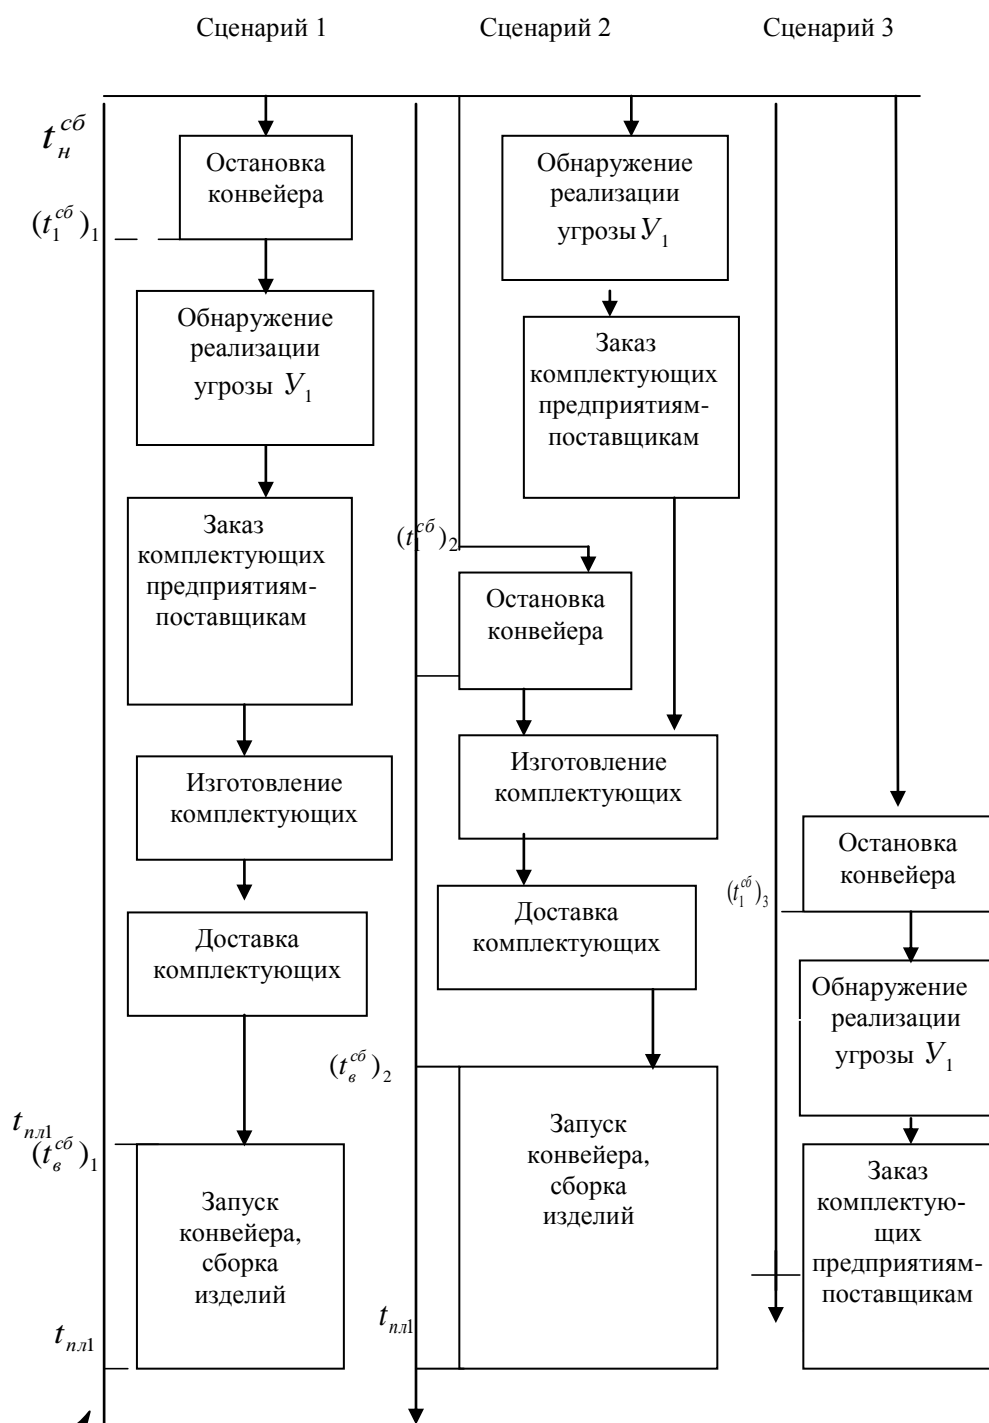 Сценарий 1
Сценарий 2
Сценарий 3
t_н^сб
Остановка
конвейера
(t_1^сб)_1
Обнаружение
реализации
угрозы У_1
Заказ
комплектующих
предприятиям-
поставщикам
Изготовление
комплектующих
Доставка
комплектующих
t_пл1
(t_в^сб)_1
Запуск
конвейера,
сборка
изделий
t_пл1
Обнаружение
реализации
угрозы У_1
Заказ
комплектующих
предприятиям-
поставщикам
(t_1^сб)_2
Остановка
конвейера
Изготовление
комплектующих
Доставка
комплектующих
(t_в^сб)_2
Запуск
конвейера,
сборка
изделий
t_пл1
Остановка
конвейера
(t_1^сб)_3
Обнаружение
реализации
угрозы У_1
Заказ
комплектую-
щих
предприятиям-
поставщикам